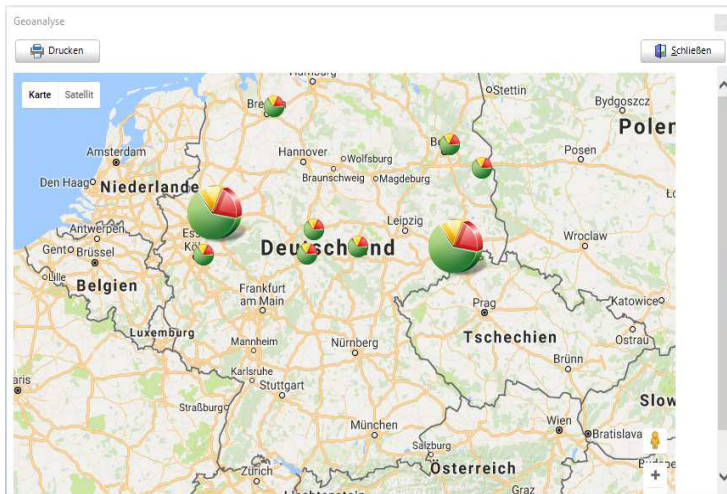 Geoanalyse
Drucken
Schließen
Karte
Satellit
Stettin
Bydgoszcz
Polen
Amsterdam
Hannover
Wolfsburg
Posen
Braunschweig
Magdeburg
Den Haag
Niederlande
Antwerpen
Leipzig
Wroclaw
Gent
Brüssel
Deutschland
Lille
Belgien
Frankfurt
am Main
Prag
Katowice
Luxemburg
Mannheim
Nürnberg
Tschechien
Ostrau
Karlsruhe
Brünn
Stuttgart
Straßburg
München
Wien
Bratislava
Salzburg
Österreich
Zürich
Graz
+